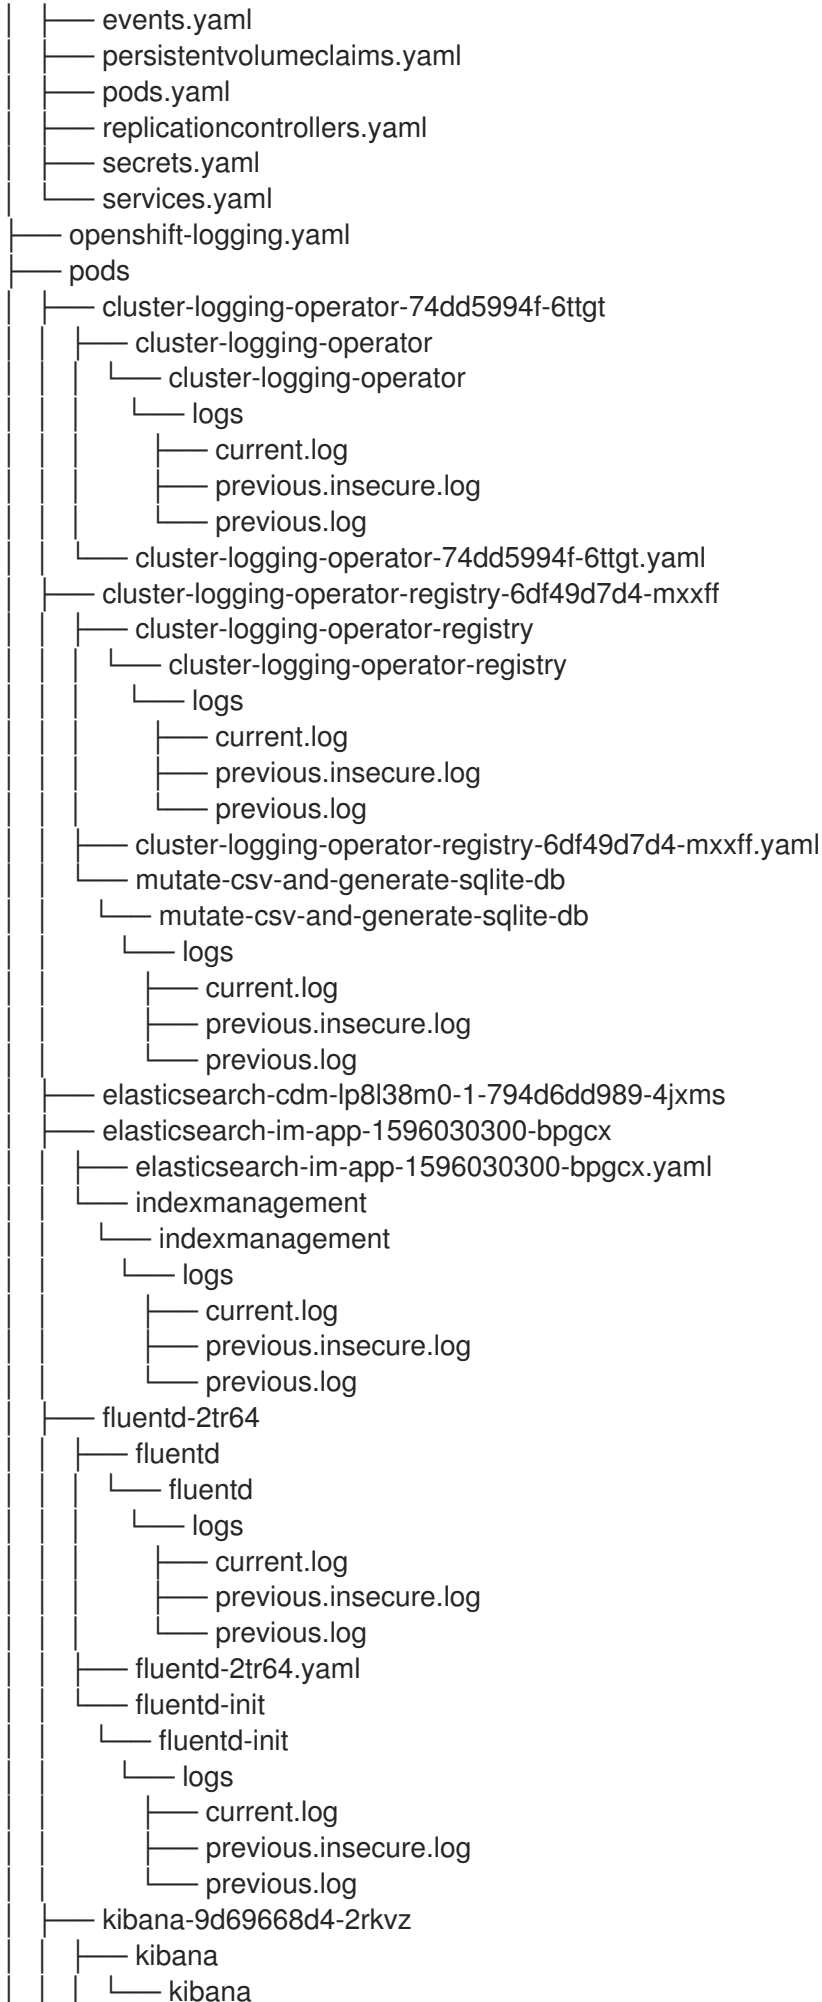 │   ├── events.yaml
│   ├── persistentvolumeclaims.yaml
│   ├── pods.yaml
│   ├── replicationcontrollers.yaml
│   ├── secrets.yaml
│   └── services.yaml
├── openshift-logging.yaml
├── pods
│   ├── cluster-logging-operator-74dd5994f-6ttgt
│   │   ├── cluster-logging-operator
│   │   │   └── cluster-logging-operator
│   │   │       └── logs
│   │   │           ├── current.log
│   │   │           ├── previous.insecure.log
│   │   │           └── previous.log
│   │   └── cluster-logging-operator-74dd5994f-6ttgt.yaml
│   ├── cluster-logging-operator-registry-6df49d7d4-mxxff
│   │   ├── cluster-logging-operator-registry
│   │   │   └── cluster-logging-operator-registry
│   │   │       └── logs
│   │   │           ├── current.log
│   │   │           ├── previous.insecure.log
│   │   │           └── previous.log
│   │   ├── cluster-logging-operator-registry-6df49d7d4-mxxff.yaml
│   │   └── mutate-csv-and-generate-sqlite-db
│   │       └── mutate-csv-and-generate-sqlite-db
│   │           └── logs
│   │               ├── current.log
│   │               ├── previous.insecure.log
│   │               └── previous.log
│   ├── elasticsearch-cdm-lp8l38m0-1-794d6dd989-4jxms
│   ├── elasticsearch-im-app-1596030300-bpgcx
│   │   ├── elasticsearch-im-app-1596030300-bpgcx.yaml
│   │   └── indexmanagement
│   │       └── indexmanagement
│   │           └── logs
│   │               ├── current.log
│   │               ├── previous.insecure.log
│   │               └── previous.log
│   ├── fluentd-2tr64
│   │   ├── fluentd
│   │   │   └── fluentd
│   │   │       └── logs
│   │   │           ├── current.log
│   │   │           ├── previous.insecure.log
│   │   │           └── previous.log
│   │   ├── fluentd-2tr64.yaml
│   │   └── fluentd-init
│   │       └── fluentd-init
│   │           └── logs
│   │               ├── current.log
│   │               ├── previous.insecure.log
│   │               └── previous.log
│   ├── kibana-9d69668d4-2rkvz
│   │   ├── kibana
│   │   │   └── kibana